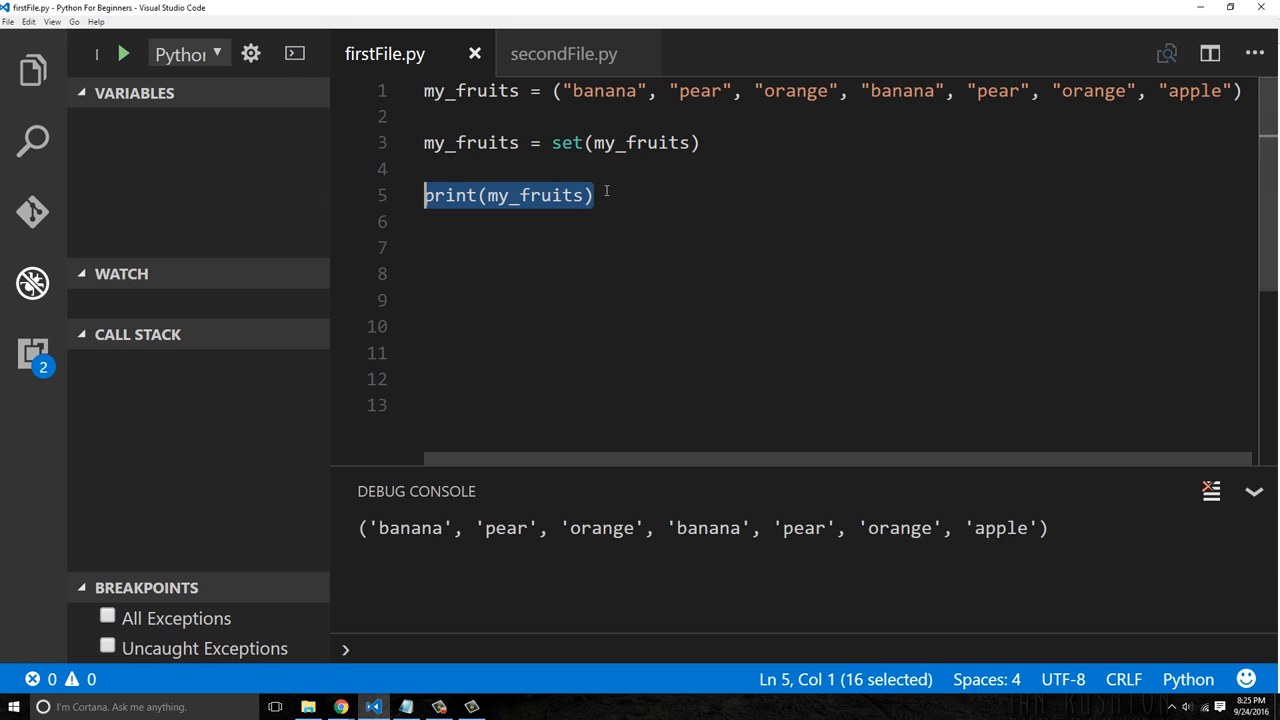 firstFile.py - Python For Beginners - Visual Studio Code
File Edit View Go Help
firstFile.py
secondFile.py
VARIABLES
WATCH
CALL STACK
2
BREAKPOINTS
All Exceptions
Uncaught Exceptions
1 my_fruits = ("banana", "pear", "orange", "banana", "pear", "orange", "apple")
2
3 my_fruits = set(my_fruits)
4
5 print(my_fruits)
6
7
8
9
10
11
12
13
DEBUG CONSOLE
('banana', 'pear', 'orange', 'banana', 'pear', 'orange', 'apple')
0 0
Ln 5, Col 1 (16 selected) Spaces: 4 UTF-8 CRLF Python
I'm Cortana. Ask me anything.
8:25 PM
9/24/2016